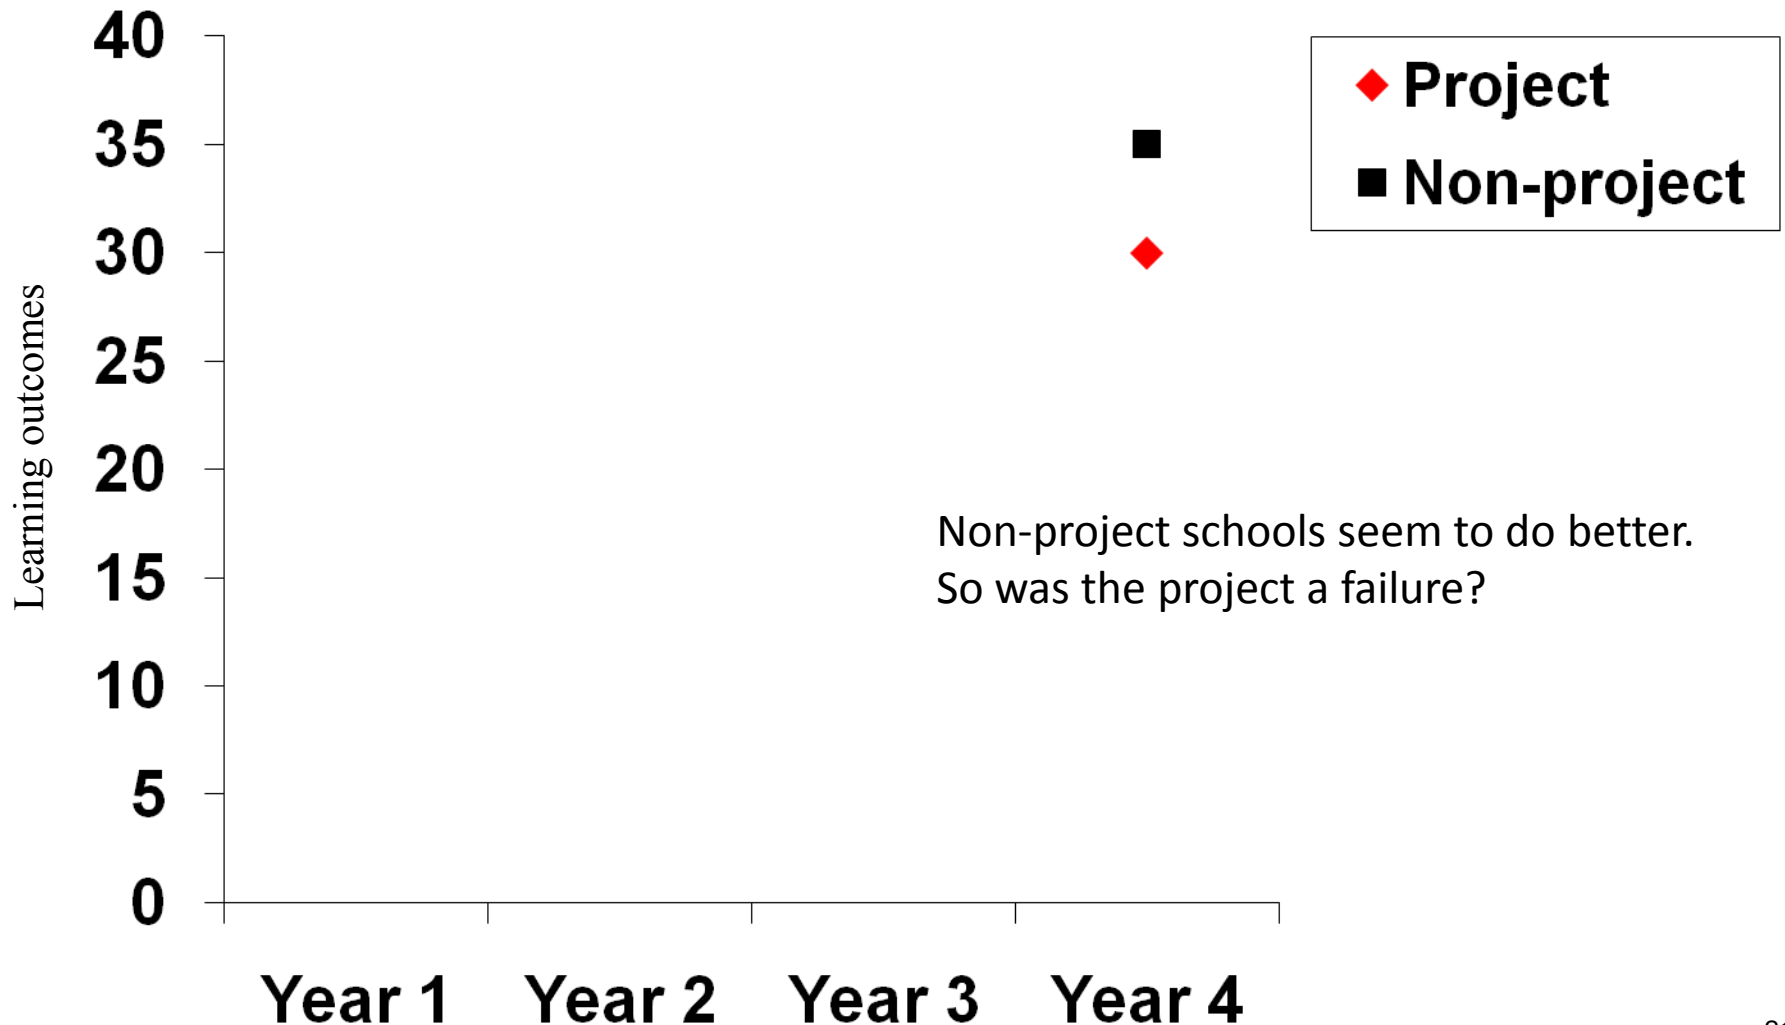 40
35
30
25
20
15
10
5
0
Learning outcomes
Project
Non-project
Non-project schools seem to do better.
So was the project a failure?
Year 1 Year 2 Year 3 Year 4